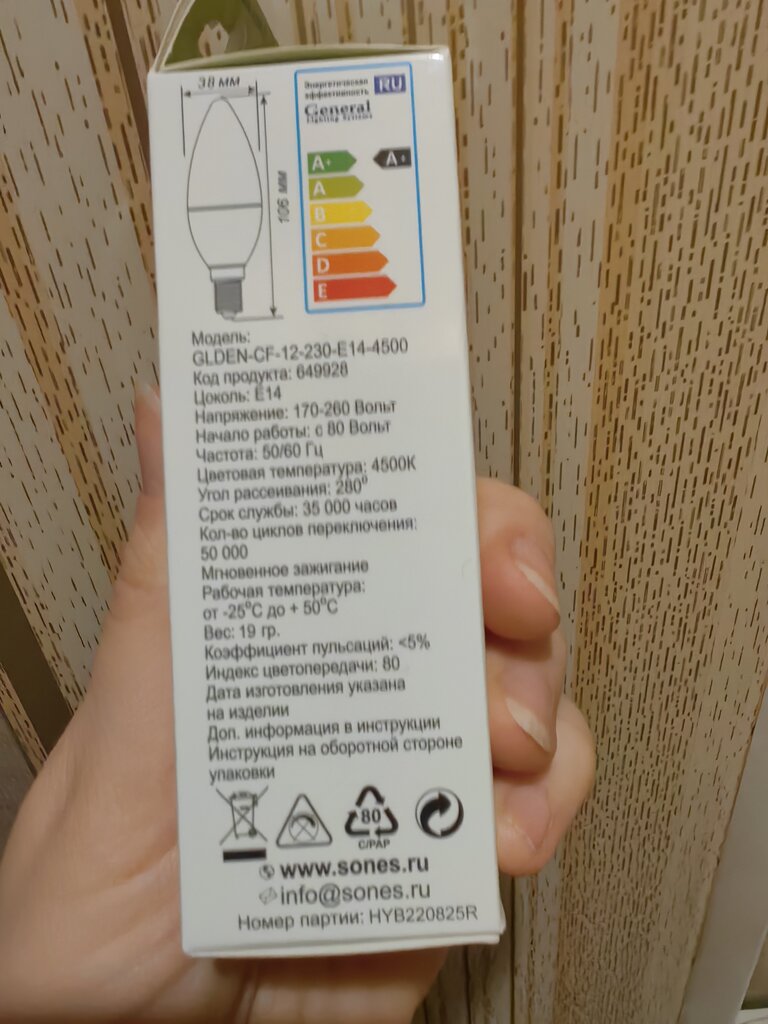 38 мм
106 мм
Энергетическая
эффективность
RU
General
Lighting Systems
A+
A+
A
B
C
D
E
Модель:
GLDEN-CF-12-230-E14-4500
Код продукта: 649928
Цоколь: E14
Напряжение: 170-260 Вольт
Начало работы: с 80 Вольт
Частота: 50/60 Гц
Цветовая температура: 4500К
Угол рассеивания: 280⁰
Срок службы: 35 000 часов
Кол-во циклов переключения:
50 000
Мгновенное зажигание
Рабочая температура:
от -25⁰С до + 50⁰С
Вес: 19 гр.
Коэффициент пульсаций: <5%
Индекс цветопередачи: 80
Дата изготовления указана
на изделии
Доп. информация в инструкции
Инструкция на оборотной стороне
упаковки
80
C/PAP
www.sones.ru
info@sones.ru
Номер партии: HYB220825R